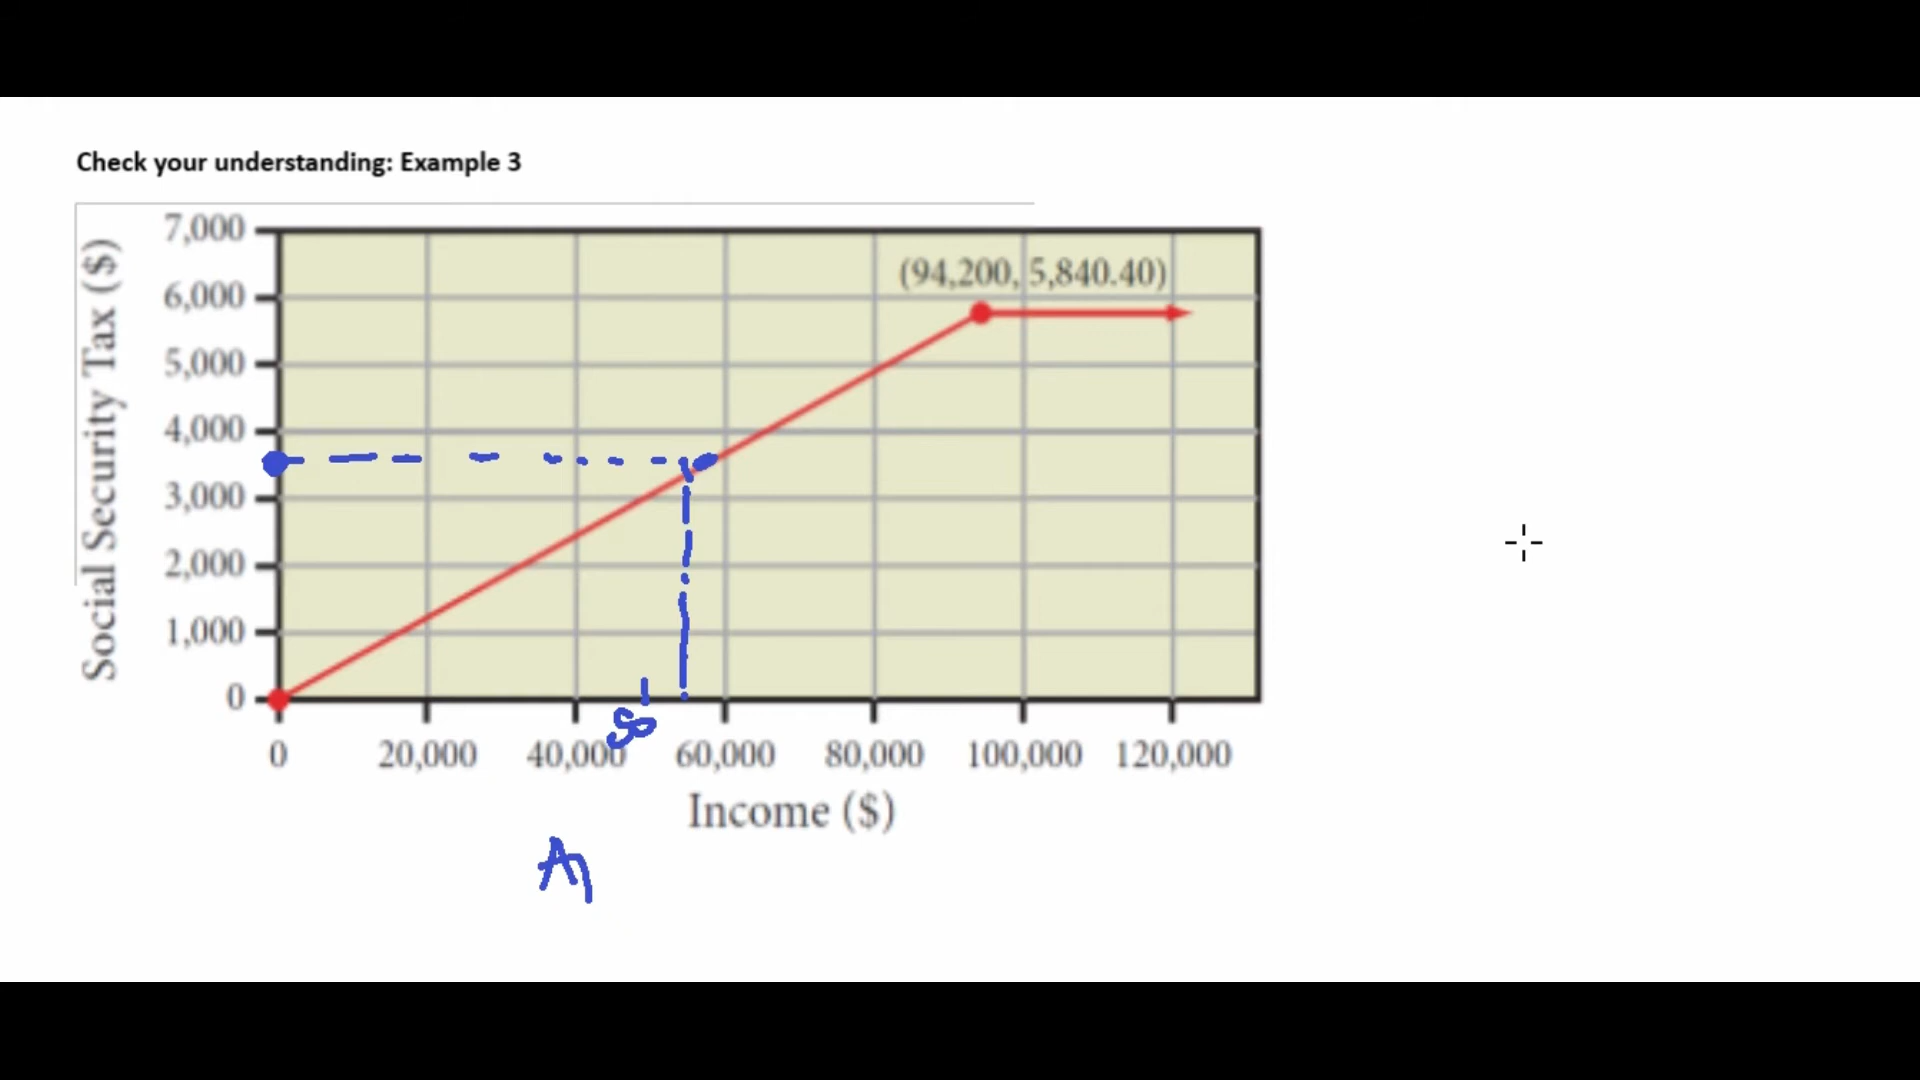 Check your understanding: Example 3
Social Security Tax ($)
7,000
6,000
5,000
4,000
3,000
2,000
1,000
0
(94,200, 5,840.40)
50
0 20,000 40,000 60,000 80,000 100,000 120,000
Income ($)
An